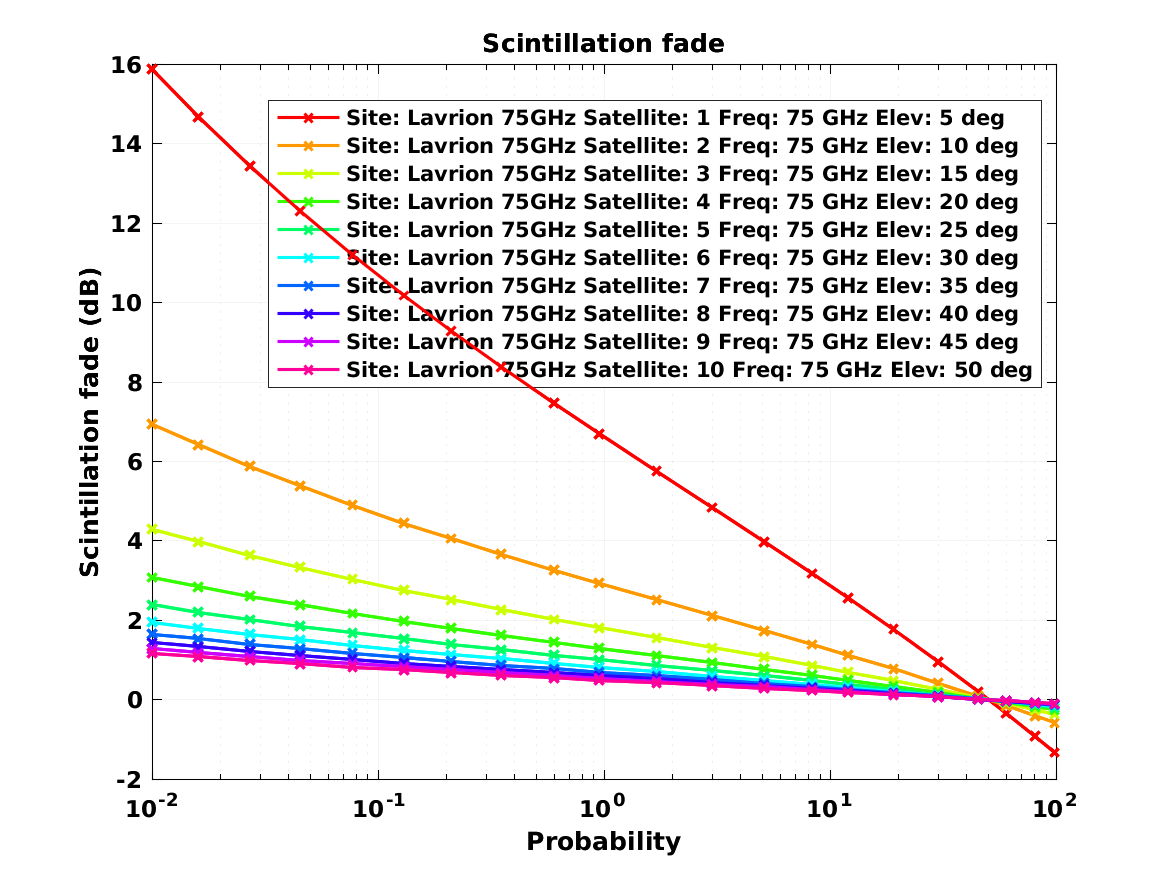 Scintillation fade
16
14
12
10
8
6
4
2
0
-2
Scintillation fade (dB)
Site: Lavrion 75GHz Satellite: 1 Freq: 75 GHz Elev: 5 deg
Site: Lavrion 75GHz Satellite: 2 Freq: 75 GHz Elev: 10 deg
Site: Lavrion 75GHz Satellite: 3 Freq: 75 GHz Elev: 15 deg
Site: Lavrion 75GHz Satellite: 4 Freq: 75 GHz Elev: 20 deg
Site: Lavrion 75GHz Satellite: 5 Freq: 75 GHz Elev: 25 deg
Site: Lavrion 75GHz Satellite: 6 Freq: 75 GHz Elev: 30 deg
Site: Lavrion 75GHz Satellite: 7 Freq: 75 GHz Elev: 35 deg
Site: Lavrion 75GHz Satellite: 8 Freq: 75 GHz Elev: 40 deg
Site: Lavrion 75GHz Satellite: 9 Freq: 75 GHz Elev: 45 deg
Site: Lavrion 75GHz Satellite: 10 Freq: 75 GHz Elev: 50 deg
10^-2 10^-1 10^0 10^1 10^2
Probability